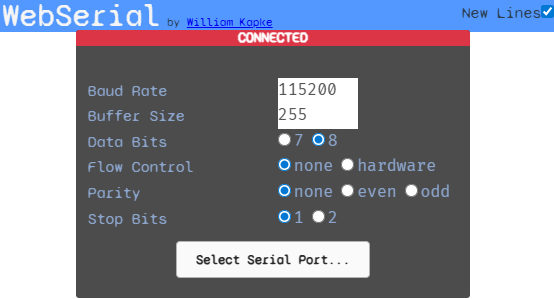 WebSerial by William Kapke New Lines
CONNECTED
Baud Rate 115200
Buffer Size 255
Data Bits 7 8
Flow Control none hardware
Parity none even odd
Stop Bits 1 2
Select Serial Port...